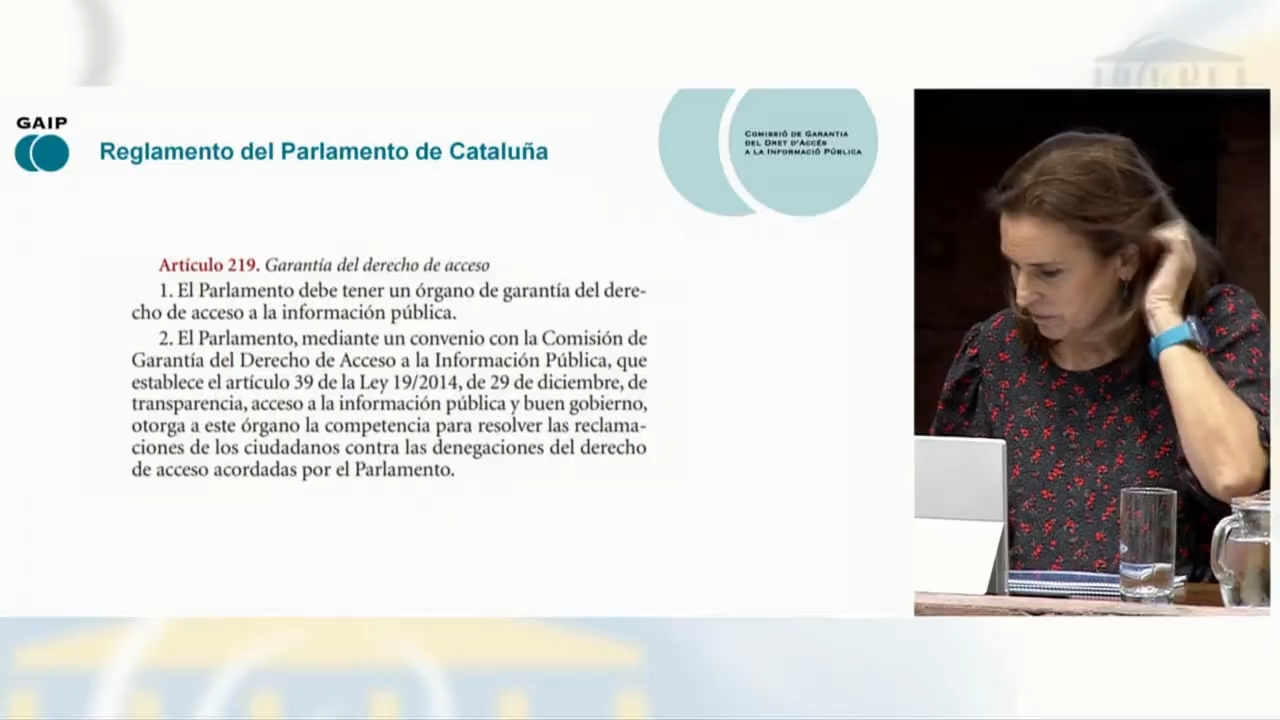 GAIP
Reglamento del Parlamento de Cataluña
Comissió de Garantia
del Dret d'Accés
a la Informació Pública
Artículo 219. Garantía del derecho de acceso
1. El Parlamento debe tener un órgano de garantía del dere-
cho de acceso a la información pública.
2. El Parlamento, mediante un convenio con la Comisión de
Garantía del Derecho de Acceso a la Información Pública, que
establece el artículo 39 de la Ley 19/2014, de 29 de diciembre, de
transparencia, acceso a la información pública y buen gobierno,
otorga a este órgano la competencia para resolver las reclama-
ciones de los ciudadanos contra las denegaciones del derecho
de acceso acordadas por el Parlamento.